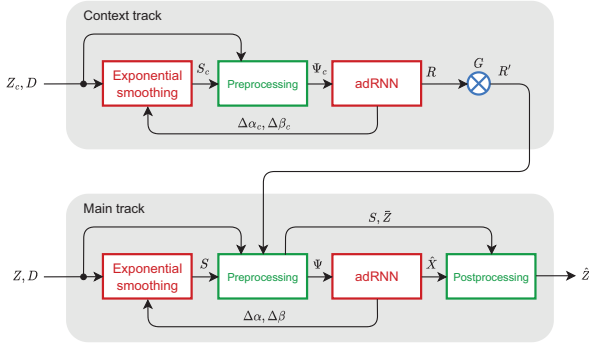 Context track
Z_c, D
Exponential
smoothing
S_c
Preprocessing
Ψ_c
adRNN
R
G
R′
Δα_c, Δβ_c
Main track
Z, D
Exponential
smoothing
S
Preprocessing
S, Z̄̃
Ψ
adRNN
X̂
Postprocessing
Ẑ
Δα, Δβ